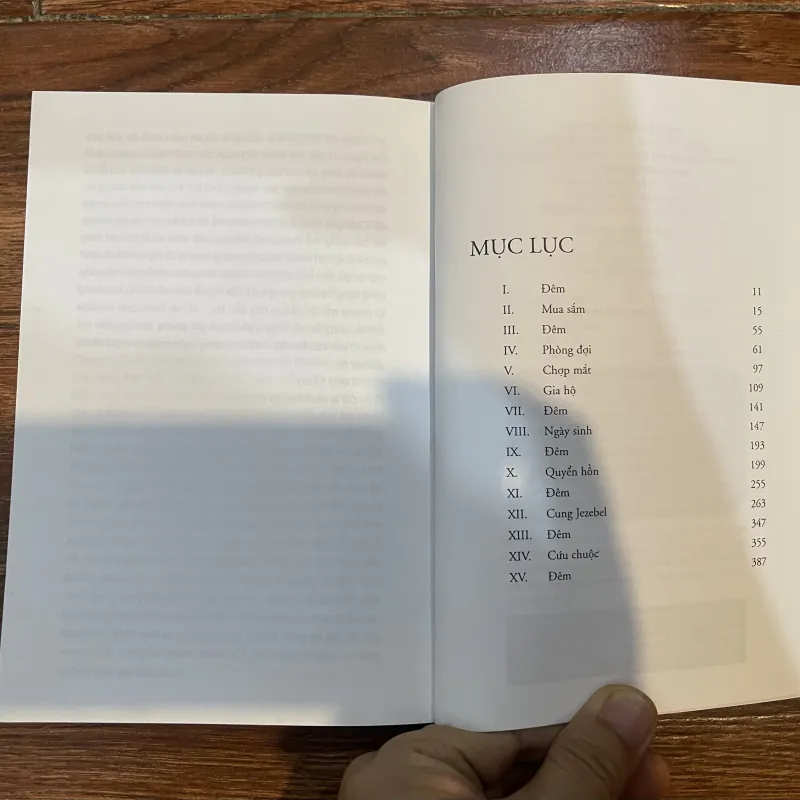 MỤC LỤC
I. Đêm 11
II. Mua sắm 15
III. Đêm 55
IV. Phòng đợi 61
V. Chợp mắt 97
VI. Gia hộ 109
VII. Đêm 141
VIII. Ngày sinh 147
IX. Đêm 193
X. Quyển hồn 199
XI. Đêm 255
XII. Cung Jezebel 263
XIII. Đêm 347
XIV. Cứu chuộc 355
XV. Đêm 387